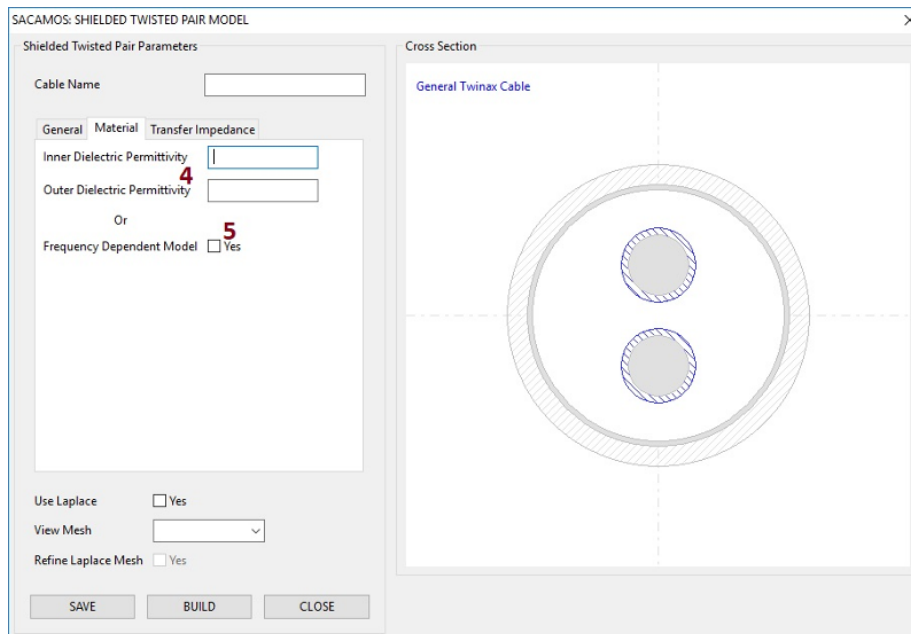 SACAMOS: SHIELDED TWISTED PAIR MODEL
Shielded Twisted Pair Parameters
Cable Name
General Material Transfer Impedance
Inner Dielectric Permittivity
4
Outer Dielectric Permittivity
Or
5
Frequency Dependent Model Yes
Use Laplace Yes
View Mesh
Refine Laplace Mesh Yes
SAVE BUILD CLOSE
Cross Section
General Twinax Cable